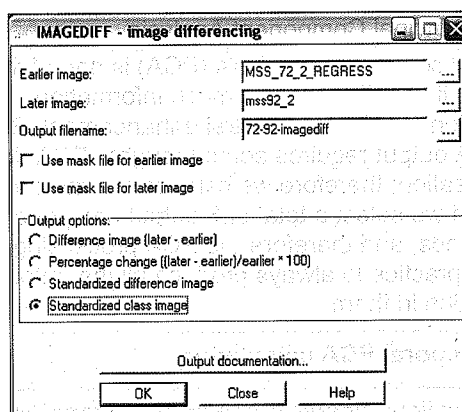 IMAGEDIFF - image differencing
Earlier image: MSS_72_2_REGRESS ...
Later image: mss92_2 ...
Output filename: 72-92-imagediff ...
Use mask file for earlier image
Use mask file for later image
Output options:
Difference image (later - earlier)
Percentage change ((later - earlier)/earlier * 100)
Standardized difference image
Standardized class image
Output documentation...
OK Close Help